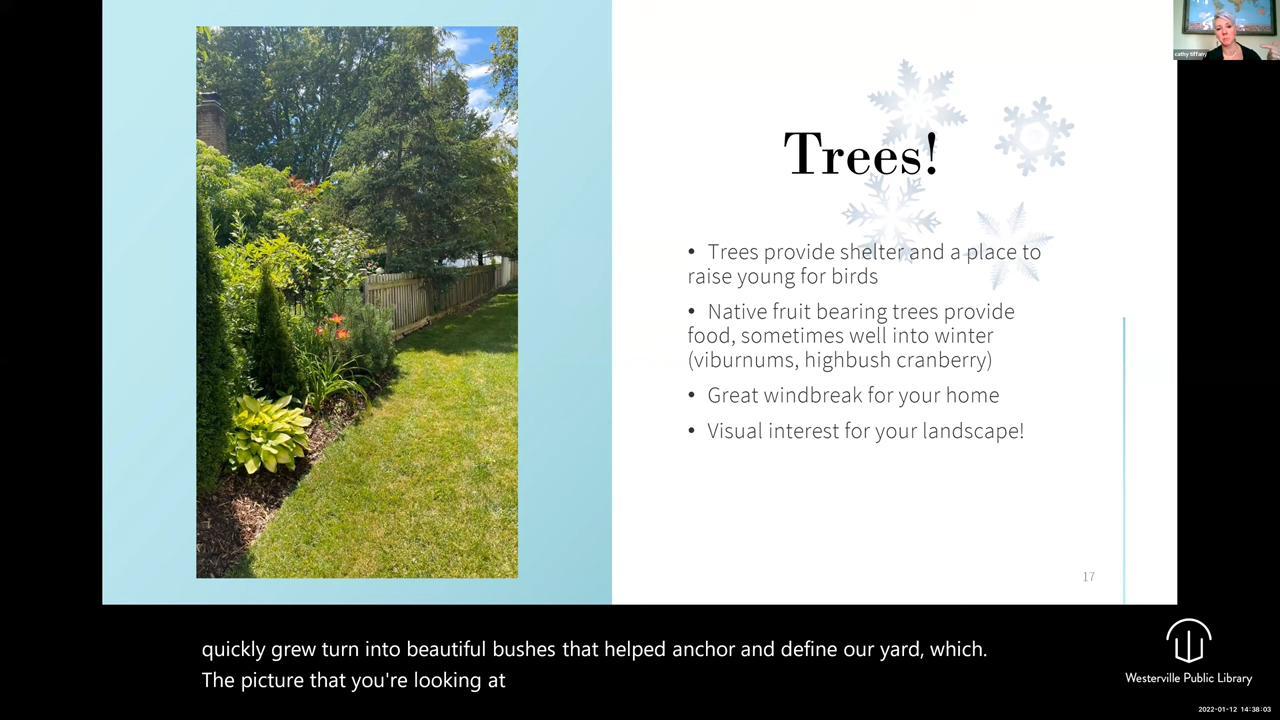 cathy tiffany
Trees!
• Trees provide shelter and a place to
raise young for birds
• Native fruit bearing trees provide
food, sometimes well into winter
(viburnums, highbush cranberry)
• Great windbreak for your home
• Visual interest for your landscape!
17
quickly grew turn into beautiful bushes that helped anchor and define our yard, which.
The picture that you're looking at
Westerville Public Library
2022-01-12 14:38:03